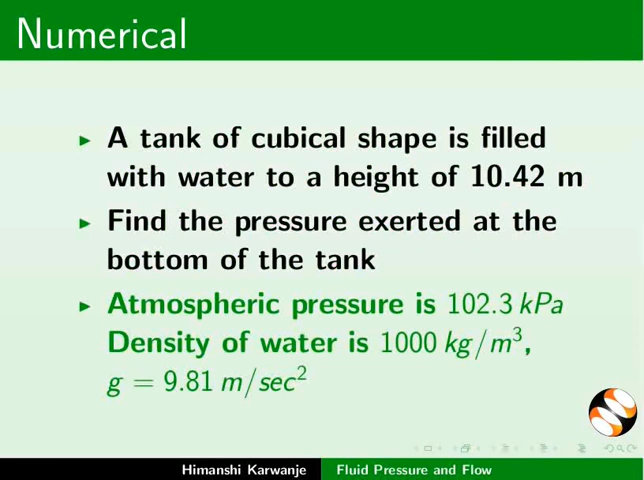 Numerical
▶ A tank of cubical shape is filled
with water to a height of 10.42 m
▶ Find the pressure exerted at the
bottom of the tank
▶ Atmospheric pressure is 102.3 kPa
Density of water is 1000 kg/m³,
g = 9.81 m/sec²
Himanshi Karwanje Fluid Pressure and Flow